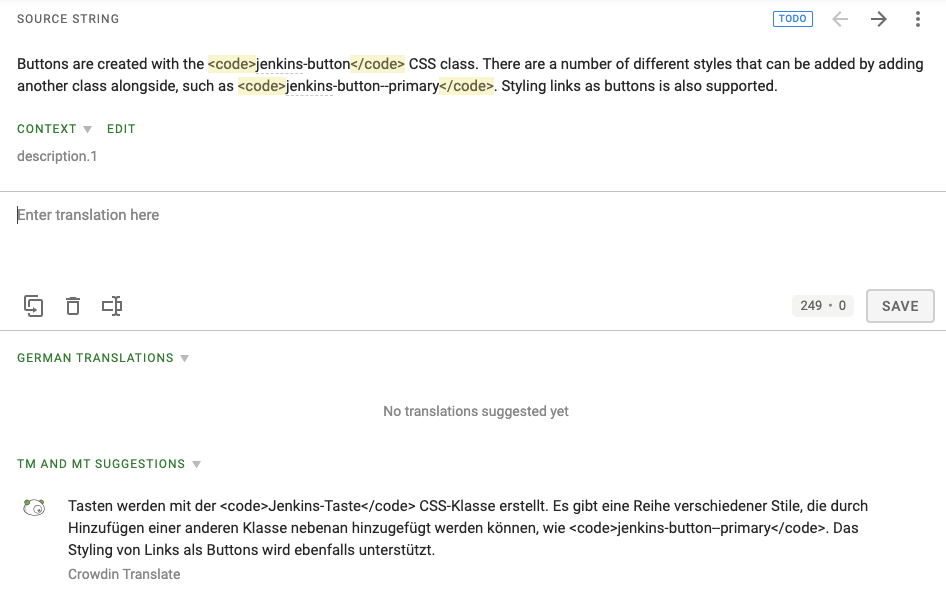 SOURCE STRING
TODO
Buttons are created with the <code>jenkins-button</code> CSS class. There are a number of different styles that can be added by adding
another class alongside, such as <code>jenkins-button--primary</code>. Styling links as buttons is also supported.
CONTEXT EDIT
description.1
Enter translation here
249 • 0 SAVE
GERMAN TRANSLATIONS
No translations suggested yet
TM AND MT SUGGESTIONS
Tasten werden mit der <code>Jenkins-Taste</code> CSS-Klasse erstellt. Es gibt eine Reihe verschiedener Stile, die durch
Hinzufügen einer anderen Klasse nebenan hinzugefügt werden können, wie <code>jenkins-button--primary</code>. Das
Styling von Links als Buttons wird ebenfalls unterstützt.
Crowdin Translate